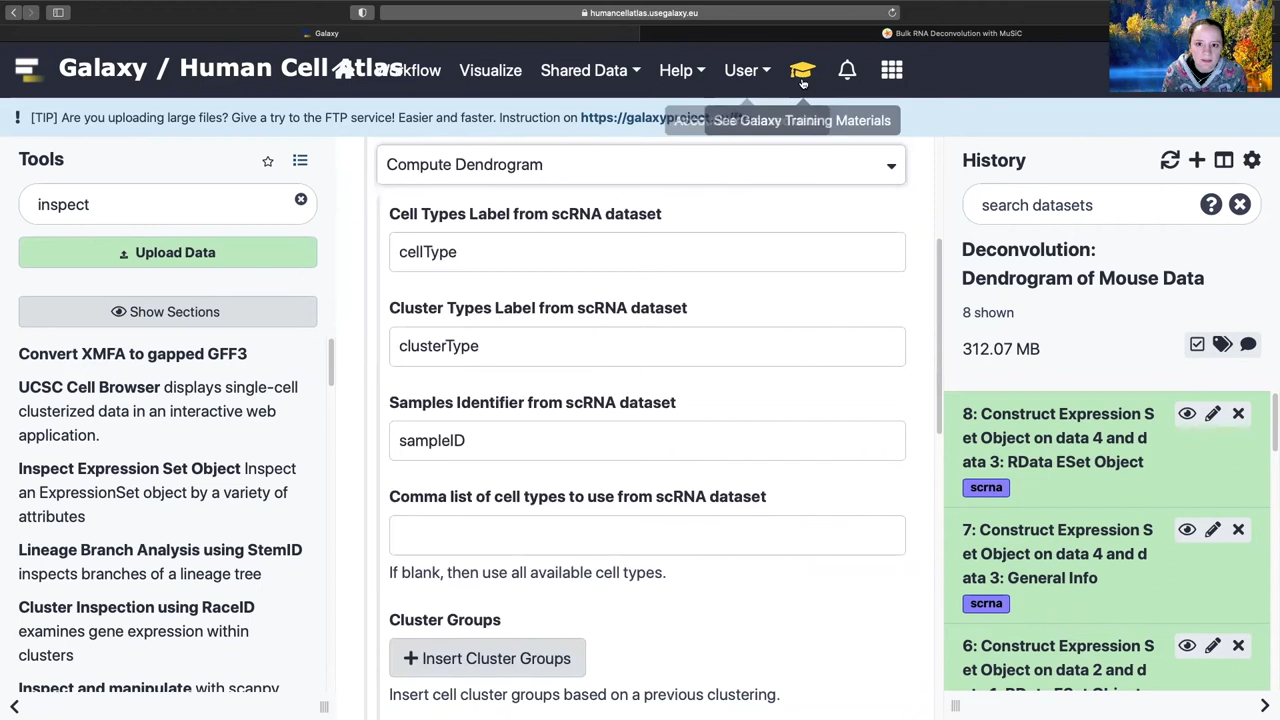 humancellatlas.usegalaxy.eu
Galaxy
Bulk RNA Deconvolution with MuSiC
Galaxy / Human Cell Atlas
Workflow
Visualize
Shared Data
Help
User
[TIP] Are you uploading large files? Give a try to the FTP service! Easier and faster. Instruction on https://galaxyproject
See Galaxy Training Materials
Tools
inspect
Upload Data
Show Sections
Convert XMFA to gapped GFF3
UCSC Cell Browser displays single-cell
clusterized data in an interactive web
application.
Inspect Expression Set Object Inspect
an ExpressionSet object by a variety of
attributes
Lineage Branch Analysis using StemID
inspects branches of a lineage tree
Cluster Inspection using RaceID
examines gene expression within
clusters
Inspect and manipulate with scanpy
Compute Dendrogram
Cell Types Label from scRNA dataset
cellType
Cluster Types Label from scRNA dataset
clusterType
Samples Identifier from scRNA dataset
sampleID
Comma list of cell types to use from scRNA dataset
If blank, then use all available cell types.
Cluster Groups
+ Insert Cluster Groups
Insert cell cluster groups based on a previous clustering.
History
search datasets
Deconvolution:
Dendrogram of Mouse Data
8 shown
312.07 MB
8: Construct Expression S
et Object on data 4 and d
ata 3: RData ESet Object
scrna
7: Construct Expression S
et Object on data 4 and d
ata 3: General Info
scrna
6: Construct Expression S
et Object on data 2 and d